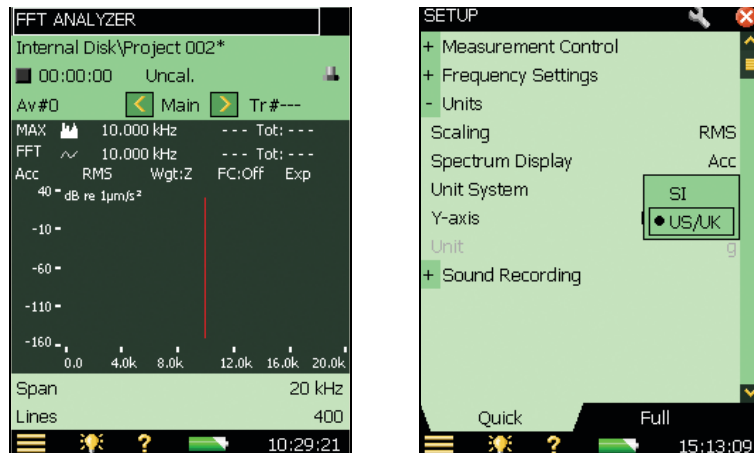 FFT ANALYZER
Internal Disk\Project 002*
00:00:00 Uncal.
Av#0 < Main > Tr#---
MAX 10.000 kHz --- Tot: ---
FFT 10.000 kHz --- Tot: ---
Acc RMS Wgt:Z FC:Off Exp
40 dB re 1µm/s²
-10
-60
-110
-160
0.0 4.0k 8.0k 12.0k 16.0k 20.0k
Span 20 kHz
Lines 400
? 10:29:21
SETUP
+ Measurement Control
+ Frequency Settings
- Units
Scaling RMS
Spectrum Display Acc
Unit System SI
Y-axis US/UK
Unit g
+ Sound Recording
Quick Full
? 15:13:09